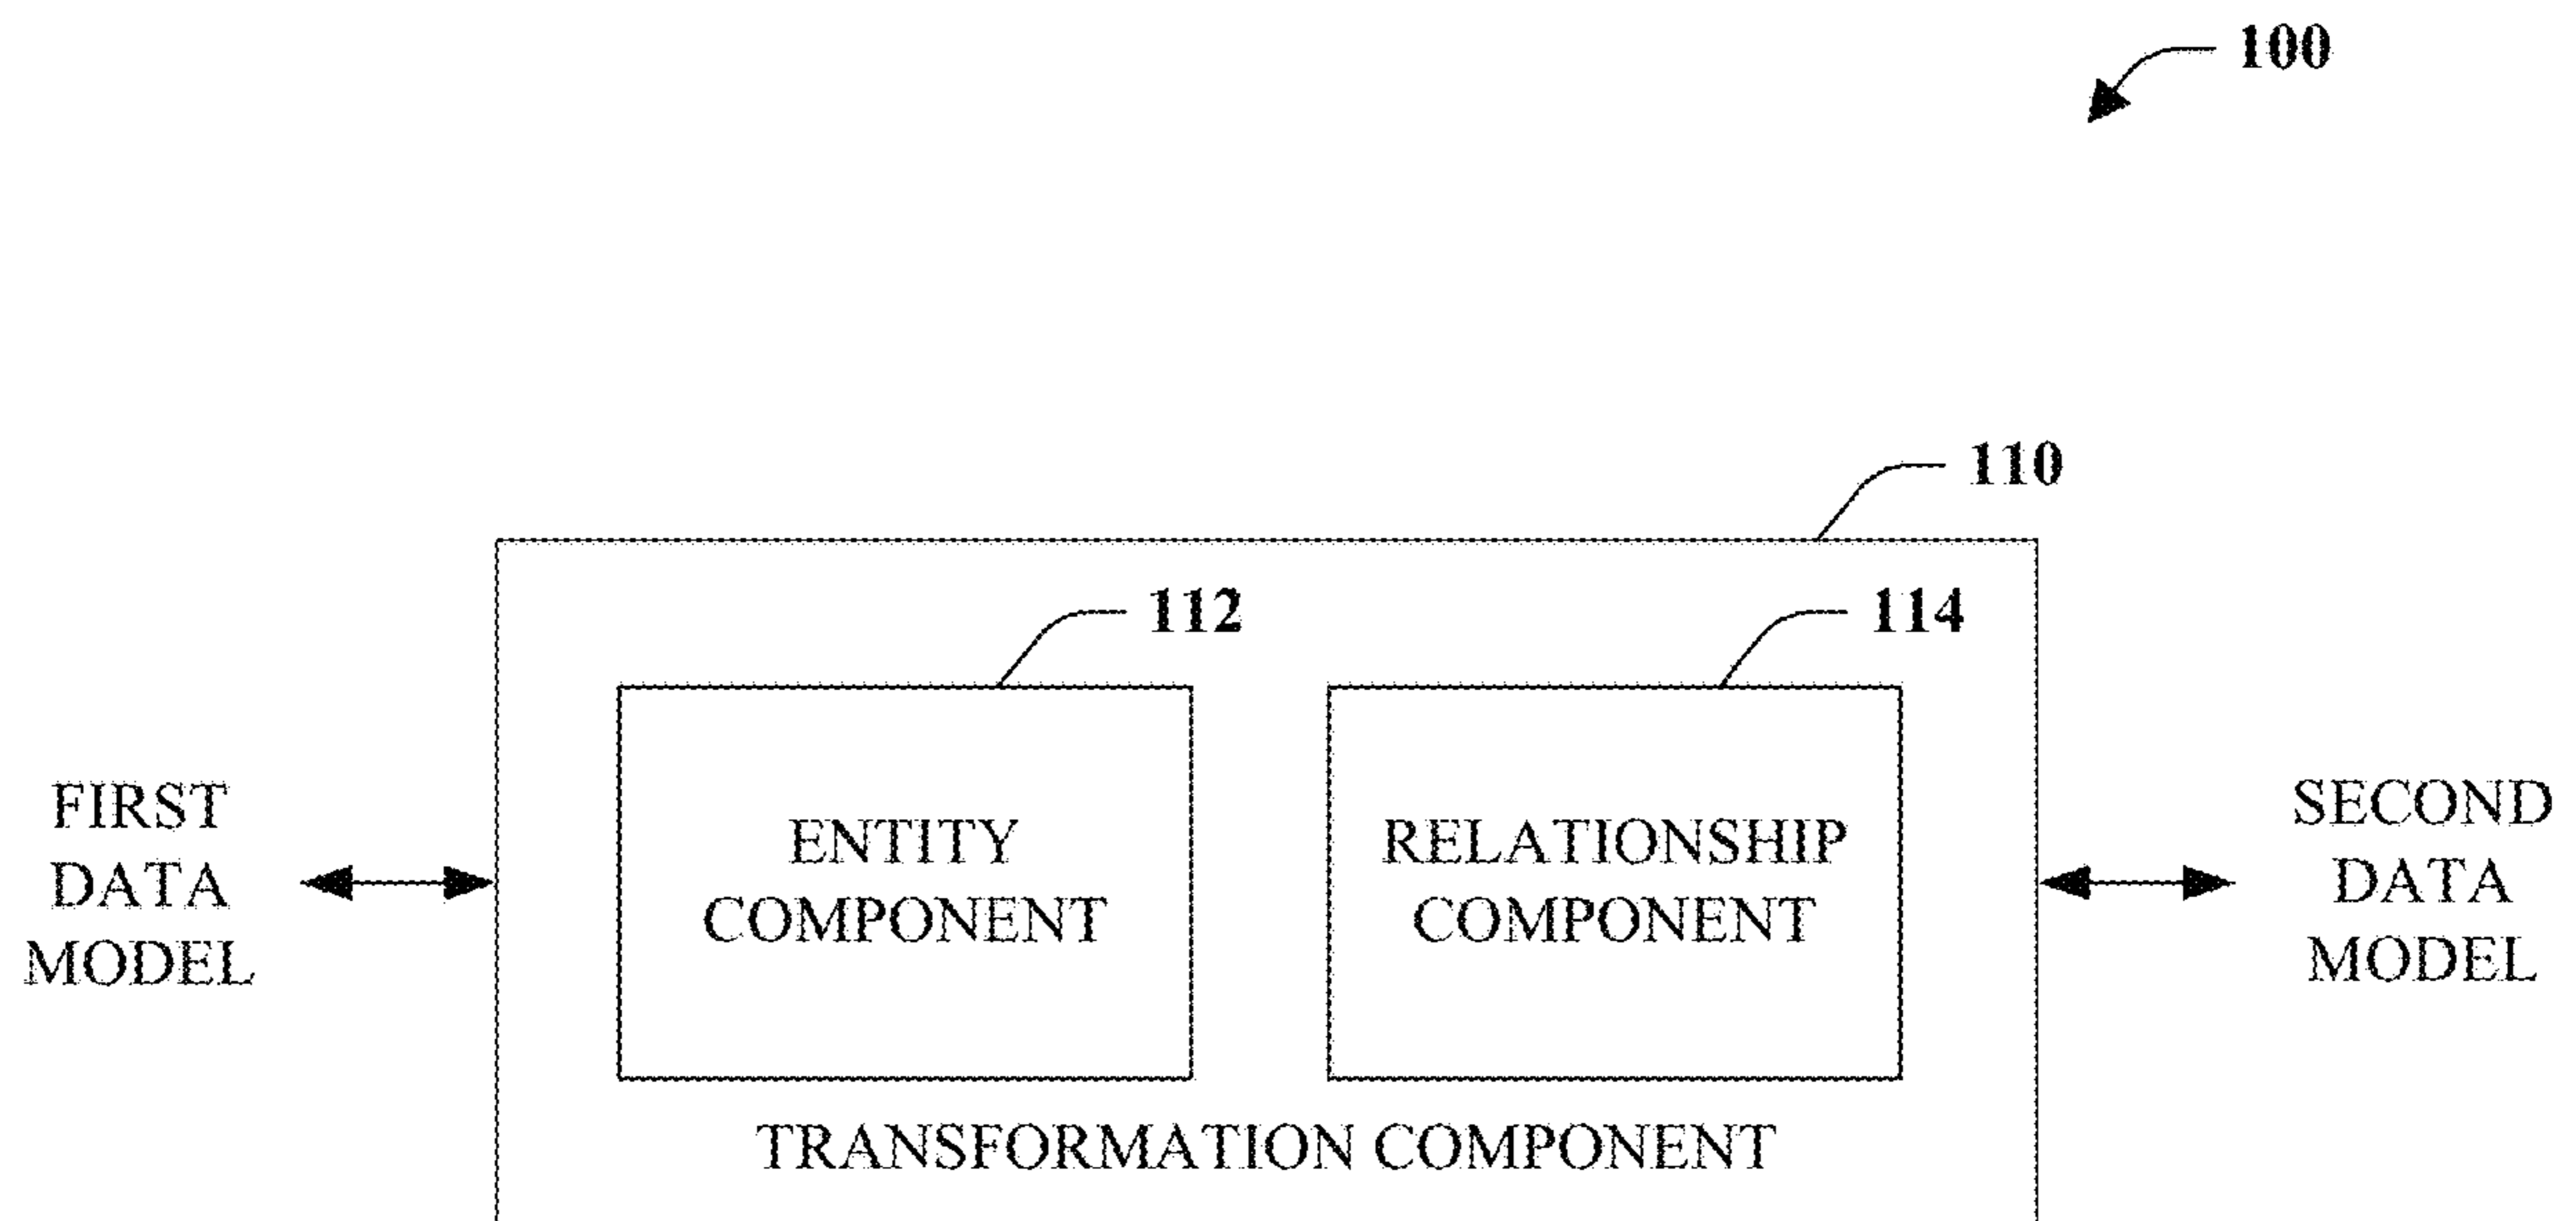 100
110
112
114
FIRST
DATA
MODEL
ENTITY
COMPONENT
RELATIONSHIP
COMPONENT
SECOND
DATA
MODEL
TRANSFORMATION COMPONENT